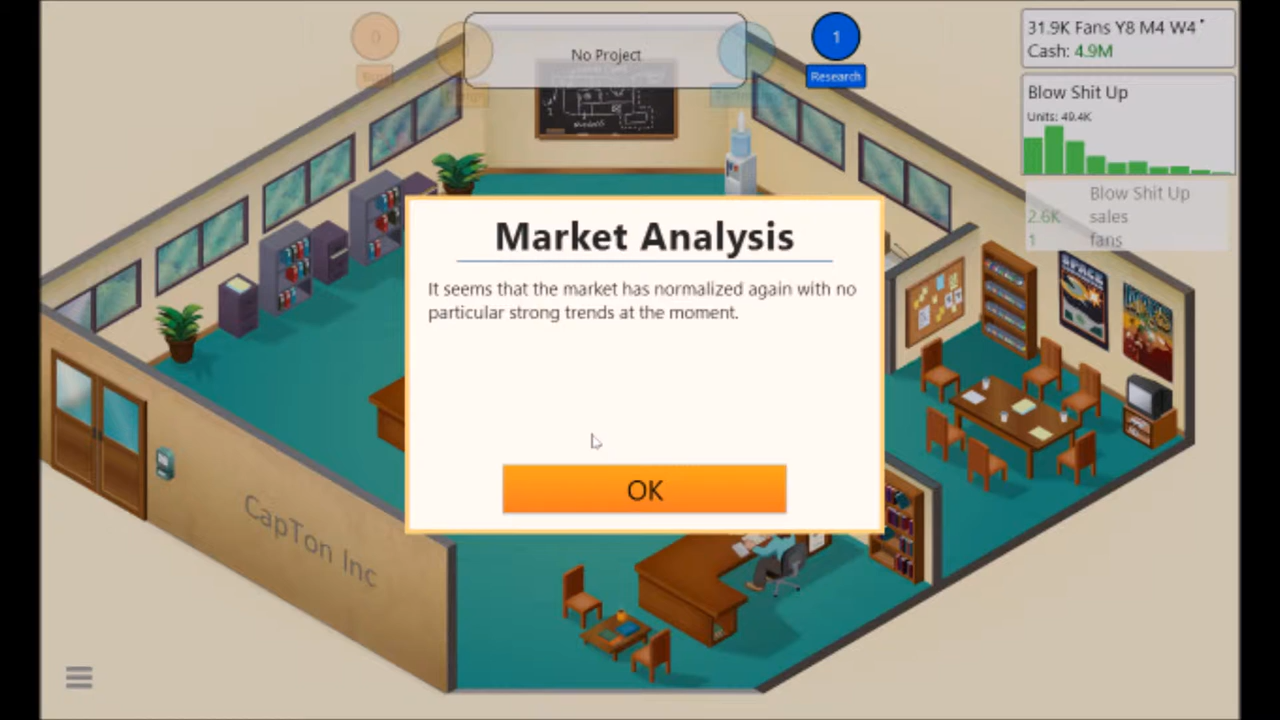 0
No Project
1
Research
31.9K Fans Y8 M4 W4
Cash: 4.9M
Blow Shit Up
Units: 49.4K
Blow Shit Up
2.6K sales
1 fans
Market Analysis
It seems that the market has normalized again with no
particular strong trends at the moment.
OK
SPACE
CapTon Inc